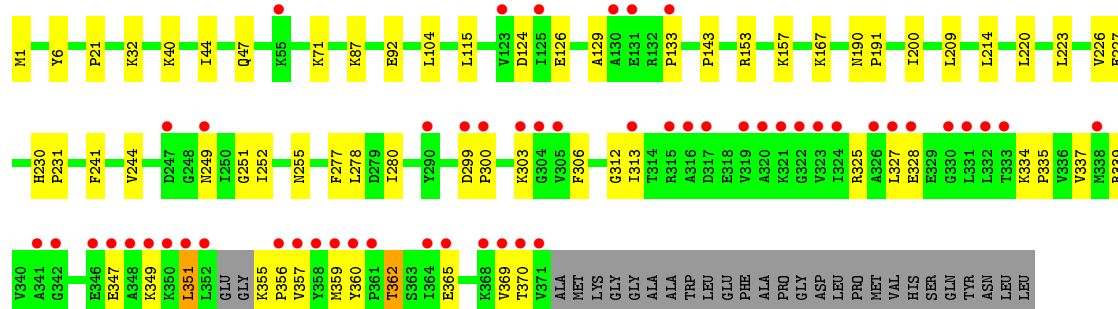 M1 Y6 P21 K32 K40 I44 Q47 K55 K71 K87 E92 L104 L115 V123 D124 I125 E126 A129 A130 E131 R132 P133 P143 R153 K157 K167 N190 P191 I200 L209 L214 L220 L223 V226
H230 P231 F241 V244 D247 G248 N249 I250 G251 I252 N255 F277 L278 D279 I280 Y290 D299 P300 K303 G304 V305 F306 G312 I313 T314 R315 A316 D317 E318 V319 A320 K321 G322 V323 I324 R325 A326 L327 E328 E329 G330 L331 L332 T333 K334 P335 V336 V337 M338 R339
V340 A341 G342 E346 E347 A348 K349 K350 L351 L352 GLU GLY K355 P356 V357 Y358 M359 Y360 P361 T362 S363 I364 E365 K368 V369 T370 V371 ALA MET LYS GLY GLY ALA ALA TRP LEU GLU PHE ALA PRO GLY ASP LEU PRO PRO MET VAL HIS SER GLN TYR ASN LEU LEU